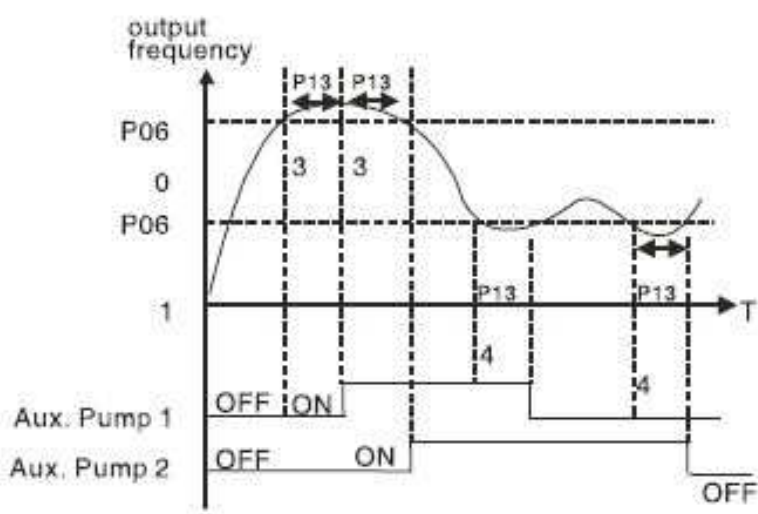 output
frequency
P13 P13
P06
3 3
0
P06
P13 P13
1 T
4
4
OFF ON
Aux. Pump 1
OFF ON
Aux. Pump 2
OFF